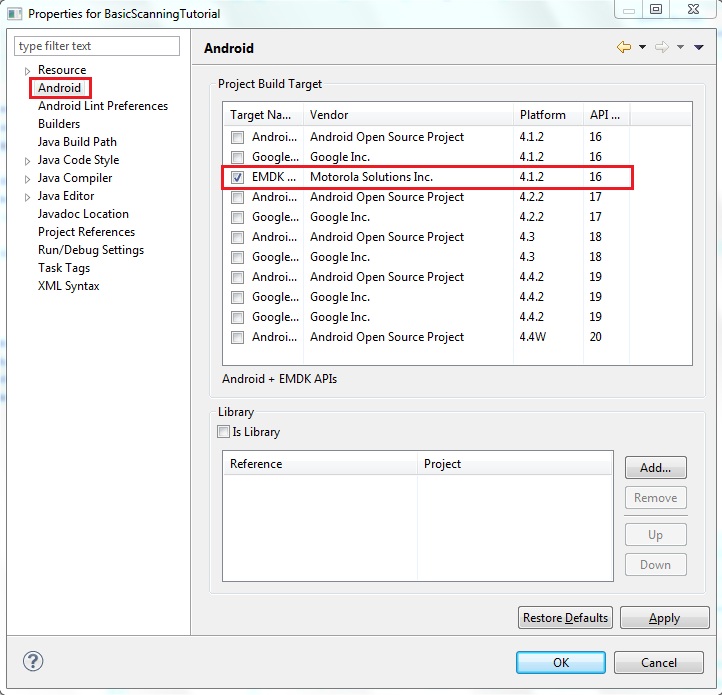 Properties for BasicScanningTutorial
type filter text
Resource
Android
Android Lint Preferences
Builders
Java Build Path
Java Code Style
Java Compiler
Java Editor
Javadoc Location
Project References
Run/Debug Settings
Task Tags
XML Syntax
Android
Project Build Target
Target Na... Vendor Platform API ...
Androi... Android Open Source Project 4.1.2 16
Google... Google Inc. 4.1.2 16
EMDK ... Motorola Solutions Inc. 4.1.2 16
Androi... Android Open Source Project 4.2.2 17
Google... Google Inc. 4.2.2 17
Androi... Android Open Source Project 4.3 18
Google... Google Inc. 4.3 18
Androi... Android Open Source Project 4.4.2 19
Google... Google Inc. 4.4.2 19
Google... Google Inc. 4.4.2 19
Androi... Android Open Source Project 4.4W 20
Android + EMDK APIs
Library
Is Library
Reference Project
Add...
Remove
Up
Down
Restore Defaults Apply
? OK Cancel